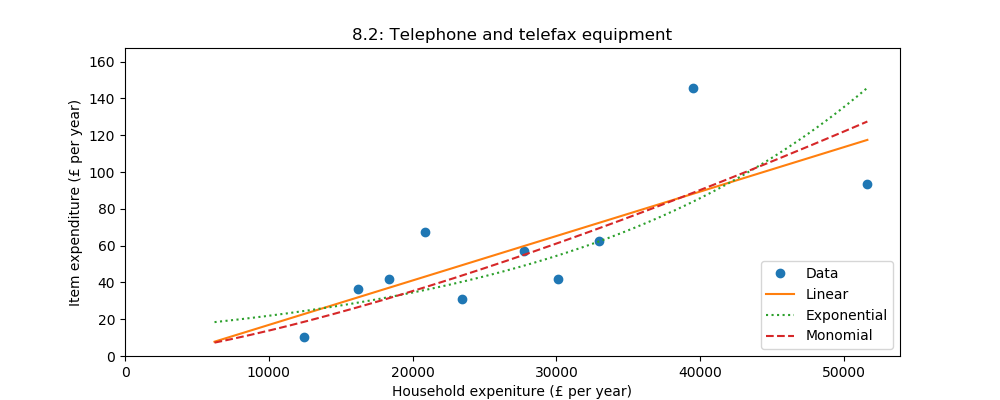 8.2: Telephone and telefax equipment
Item expenditure (£ per year)
160
140
120
100
80
60
40
20
0
0 10000 20000 30000 40000 50000
Household expeniture (£ per year)
Data
Linear
Exponential
Monomial